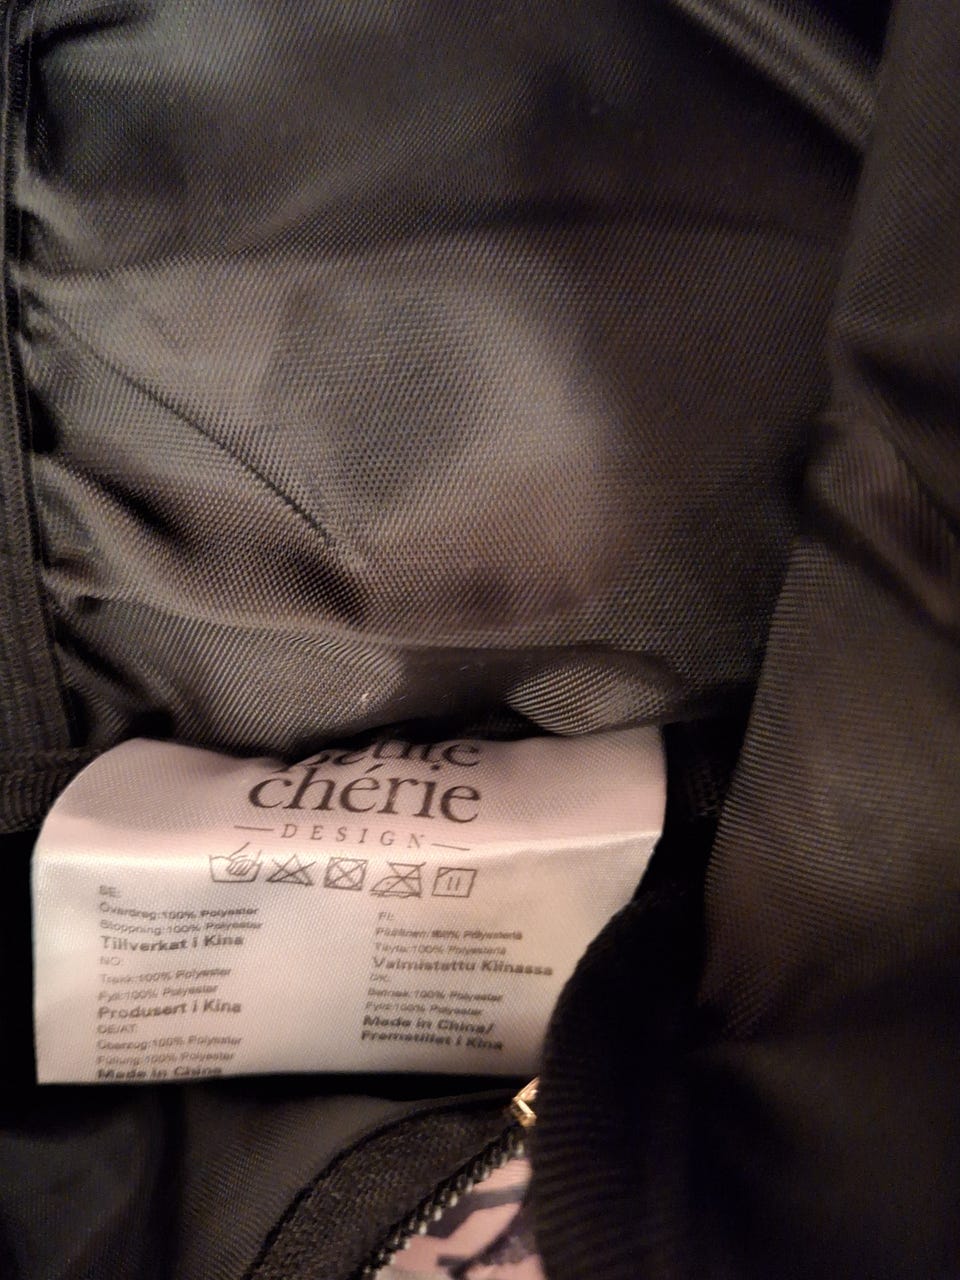 petite
chérie
DESIGN
SE:
Överdrag:100% Polyester
Stoppning:100% Polyester
Tillverkat i Kina
NO:
Trekk:100% Polyester
Fyll:100% Polyester
Produsert i Kina
DE/AT:
Überzug:100% Polyester
Füllung:100% Polyester
Made in China
FI:
Polyesteria
Täyte:100% Polyesteria
Valmistettu Kiinassa
DK:
Betræk:100% Polyester
Fyld:100% Polyester
Made in China/
Fremstillet i Kina